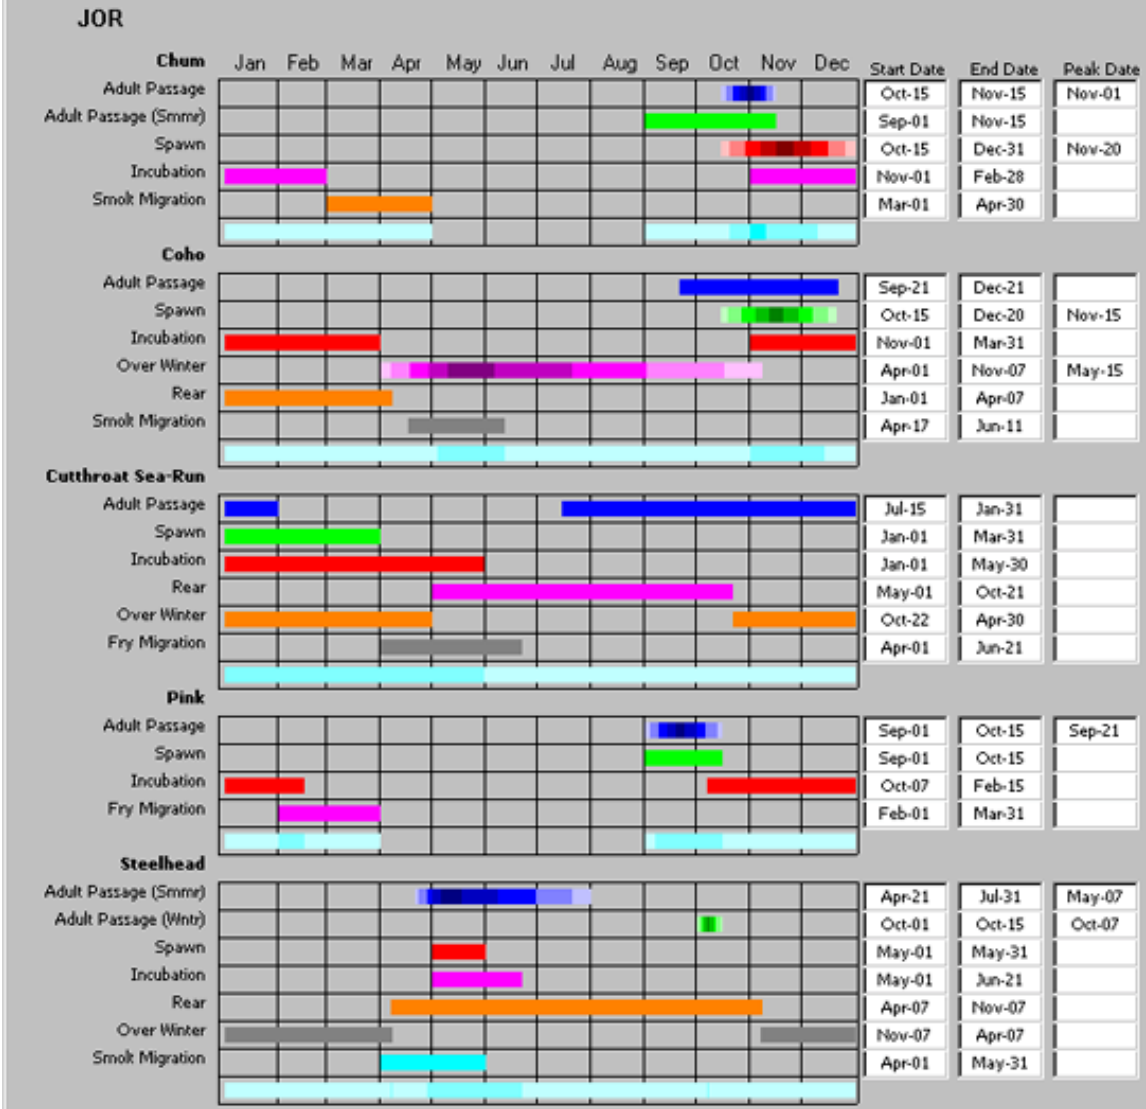 JOR
Chum Jan Feb Mar Apr May Jun Jul Aug Sep Oct Nov Dec Start Date End Date Peak Date
Adult Passage Oct-15 Nov-15 Nov-01
Adult Passage (Smmr) Sep-01 Nov-15
Spawn Oct-15 Dec-31 Nov-20
Incubation Nov-01 Feb-28
Smolt Migration Mar-01 Apr-30
Coho
Adult Passage Sep-21 Dec-21
Spawn Oct-15 Dec-20 Nov-15
Incubation Nov-01 Mar-31
Over Winter Apr-01 Nov-07 May-15
Rear Jan-01 Apr-07
Smolt Migration Apr-17 Jun-11
Cutthroat Sea-Run
Adult Passage Jul-15 Jan-31
Spawn Jan-01 Mar-31
Incubation Jan-01 May-30
Rear May-01 Oct-21
Over Winter Oct-22 Apr-30
Fry Migration Apr-01 Jun-21
Pink
Adult Passage Sep-01 Oct-15 Sep-21
Spawn Sep-01 Oct-15
Incubation Oct-07 Feb-15
Fry Migration Feb-01 Mar-31
Steelhead
Adult Passage (Smmr) Apr-21 Jul-31 May-07
Adult Passage (Wntr) Oct-01 Oct-15 Oct-07
Spawn May-01 May-31
Incubation May-01 Jun-21
Rear Apr-07 Nov-07
Over Winter Nov-07 Apr-07
Smolt Migration Apr-01 May-31